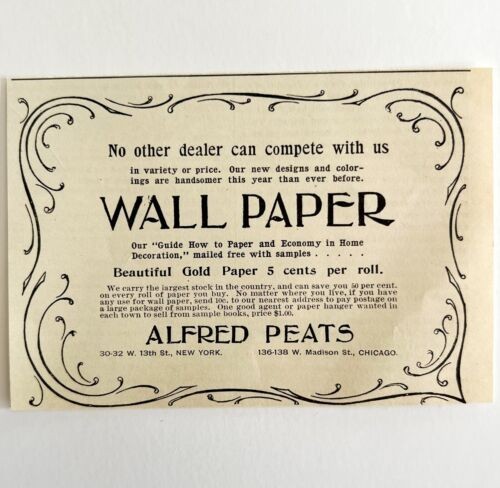 No other dealer can compete with us
in variety or price. Our new designs and color-
ings are handsomer this year than ever before.
WALL PAPER
Our "Guide How to Paper and Economy in Home
Decoration," mailed free with samples . . . . .
Beautiful Gold Paper 5 cents per roll.
We carry the largest stock in the country, and can save you 50 per cent.
on every roll of paper you buy. No matter where you live, if you have
any use for wall paper, send 10c. to our nearest address to pay postage on
a large package of samples. One good agent or paper hanger wanted in
each town to sell from sample books, price $1.00.
ALFRED PEATS
30-32 W. 13th St., NEW YORK. 136-138 W. Madison St., CHICAGO.